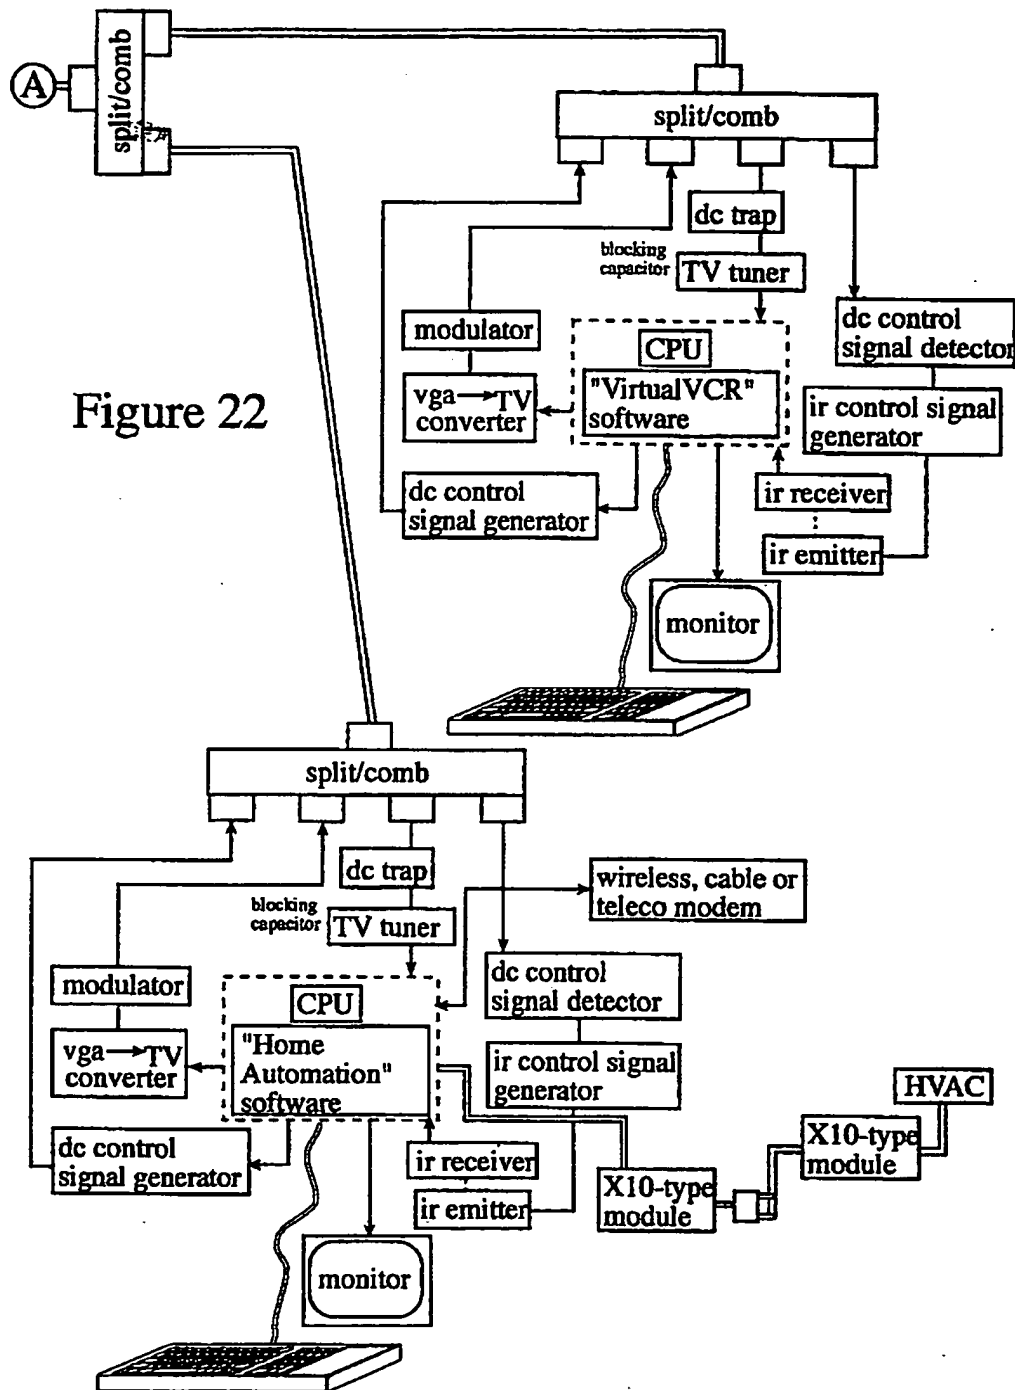 A
split/comb
split/comb
dc trap
blocking
capacitor
TV tuner
modulator
CPU
dc control
signal detector
Figure 22
vga→TV
converter
"VirtualVCR"
software
ir control signal
generator
dc control
signal generator
ir receiver
ir emitter
monitor
split/comb
dc trap
wireless, cable or
teleco modem
blocking
capacitor
TV tuner
modulator
CPU
dc control
signal detector
vga→TV
converter
"Home
Automation"
software
ir control signal
generator
HVAC
X10-type
module
dc control
signal generator
ir receiver
X10-type
module
ir emitter
monitor